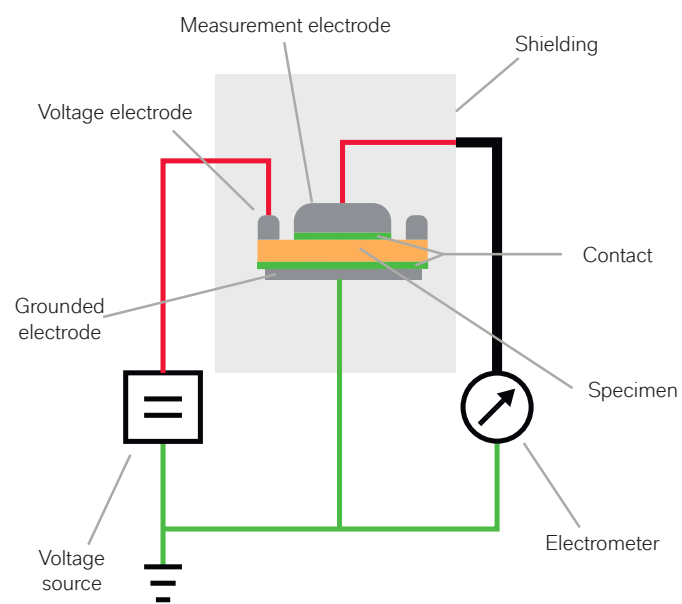 Measurement electrode
Shielding
Voltage electrode
Contact
Grounded
electrode
Specimen
Electrometer
Voltage
source